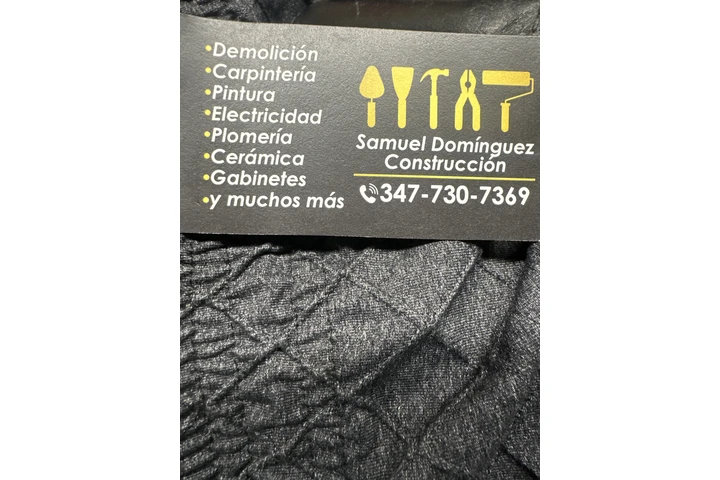 •Demolición
•Carpintería
•Pintura
•Electricidad
•Plomería
•Cerámica
•Gabinetes
•y muchos más
Samuel Domínguez
Construcción
347-730-7369